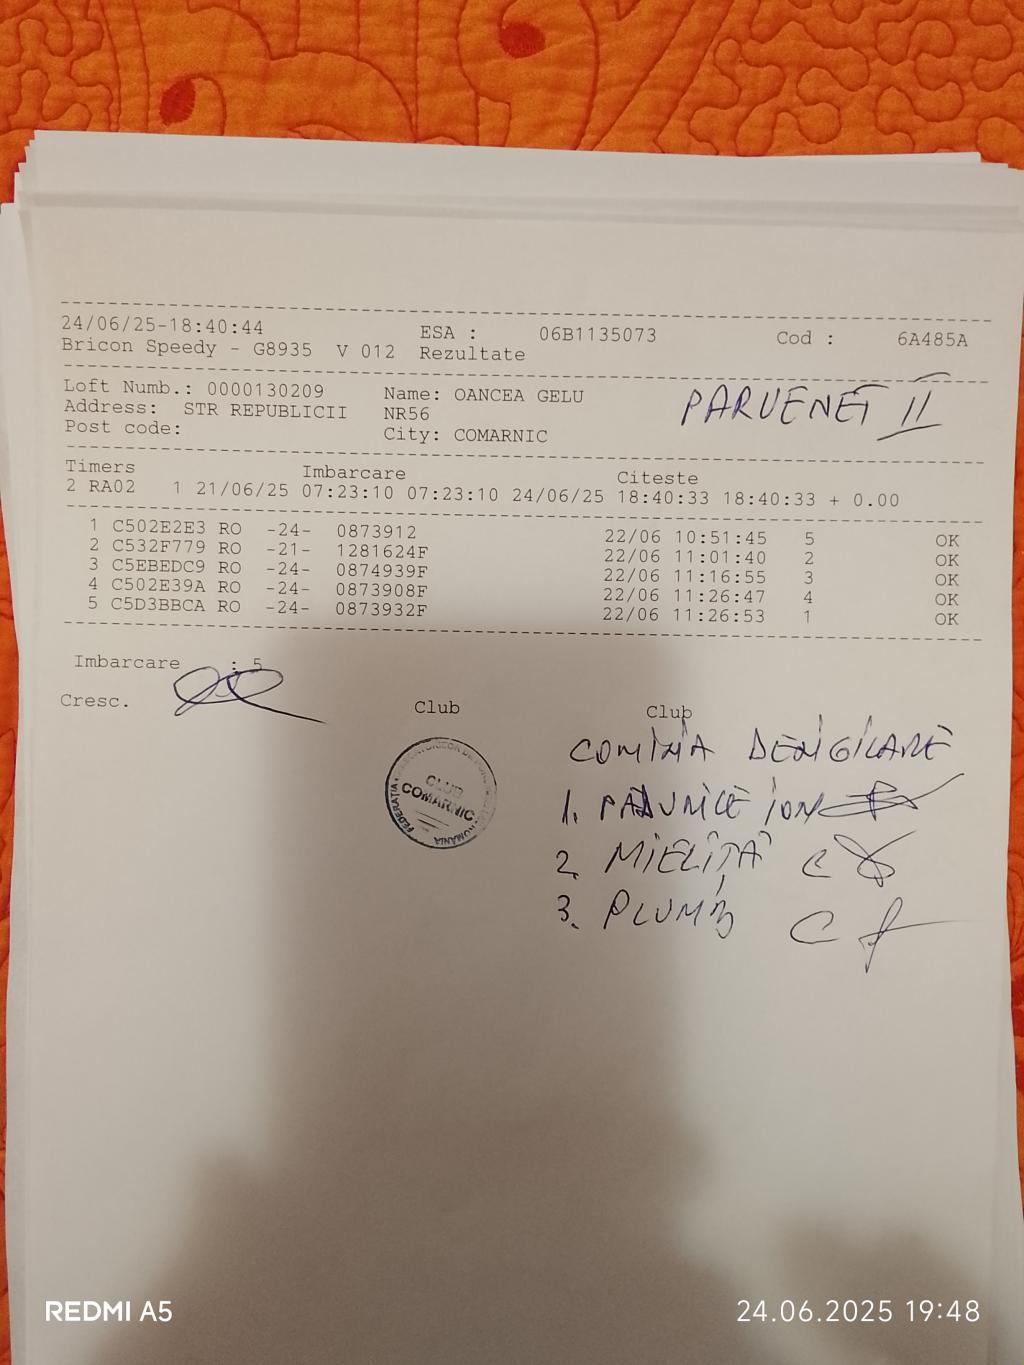 24/06/25-18:40:44 ESA : 06B1135073 Cod : 6A485A
Bricon Speedy - G8935 V 012 Rezultate
Loft Numb.: 0000130209 Name: OANCEA GELU
Address: STR REPUBLICII NR56
PARVENET II
Post code: City: COMARNIC
Timers Imbarcare Citeste
2 RA02 1 21/06/25 07:23:10 07:23:10 24/06/25 18:40:33 18:40:33 + 0.00
1 C502E2E3 RO -24- 0873912 22/06 10:51:45 5 OK
2 C532F779 RO -21- 1281624F 22/06 11:01:40 2 OK
3 C5EBEDC9 RO -24- 0874939F 22/06 11:16:55 3 OK
4 C502E39A RO -24- 0873908F 22/06 11:26:47 4 OK
5 C5D3BBCA RO -24- 0873932F 22/06 11:26:53 1 OK
Imbarcare : 5
Cresc. Club Club
CLUB
COMARNIC
FEDERATIA
ROMANIA
1. PĂDURICE ION
2. MIELIȚĂ C
3. PLUMB C
REDMI A5 24.06.2025 19:48